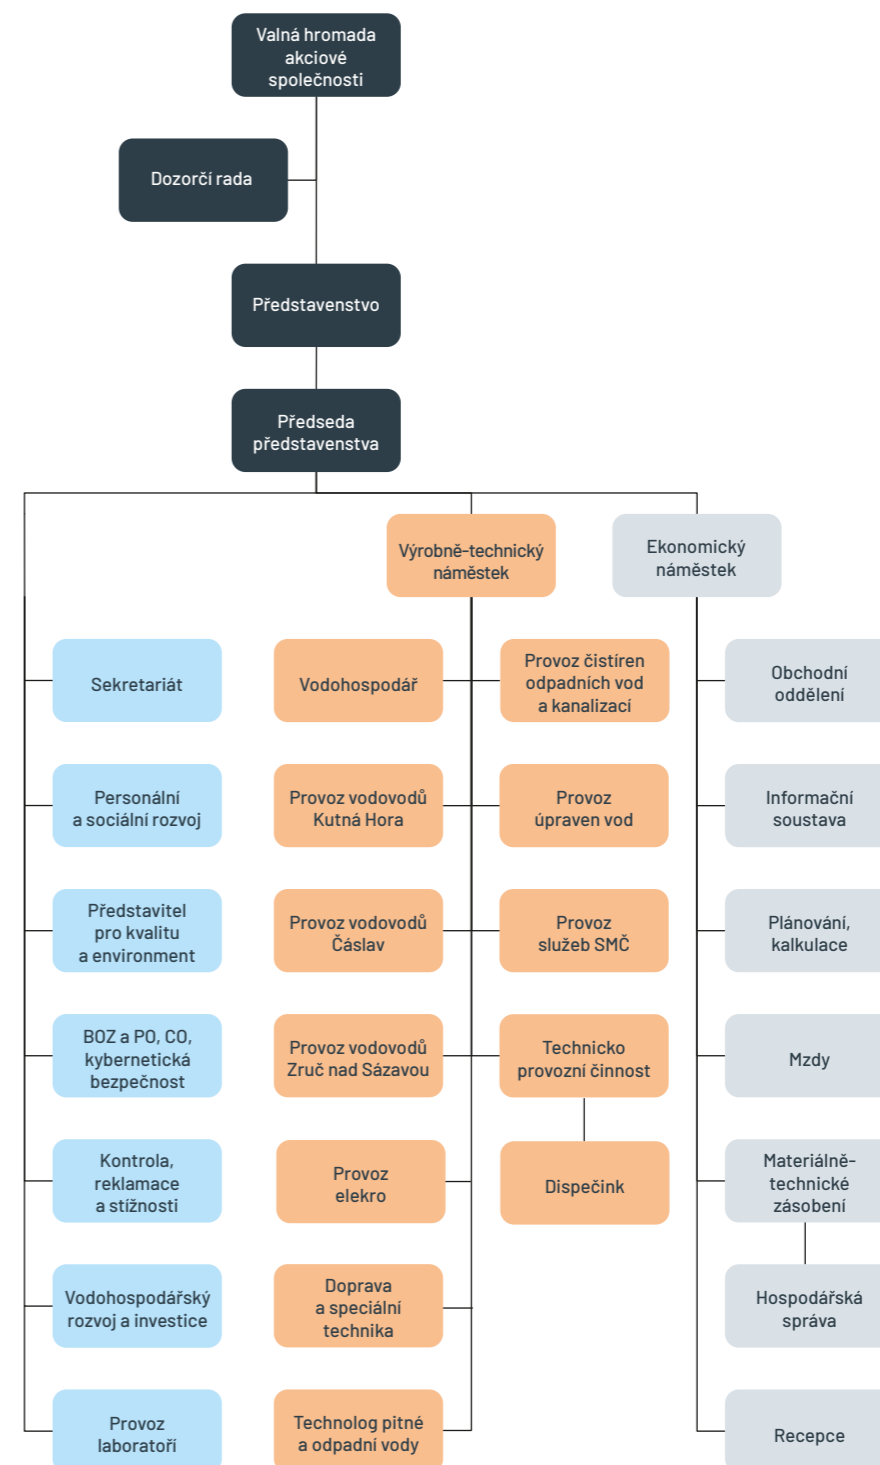 Valná hromada
akciové
společnosti
Dozorčí rada
Představenstvo
Předseda
představenstva
Výrobně-technický
náměstek
Ekonomický
náměstek
Sekretariát
Vodohospodář
Provoz čistíren
odpadních vod
a kanalizací
Obchodní
oddělení
Personální
a sociální rozvoj
Provoz vodovodů
Kutná Hora
Provoz
úpraven vod
Informační
soustava
Představitel
pro kvalitu
a environment
Provoz vodovodů
Čáslav
Provoz
služeb SMČ
Plánování,
kalkulace
BOZ a PO, CO,
kybernetická
bezpečnost
Provoz vodovodů
Zruč nad Sázavou
Technicko
provozní činnost
Mzdy
Kontrola,
reklamace
a stížnosti
Provoz
elekro
Dispečink
Materiálně-
technické
zásobení
Vodohospodářský
rozvoj a investice
Doprava
a speciální
technika
Hospodářská
správa
Provoz
laboratoří
Technolog pitné
a odpadní vody
Recepce